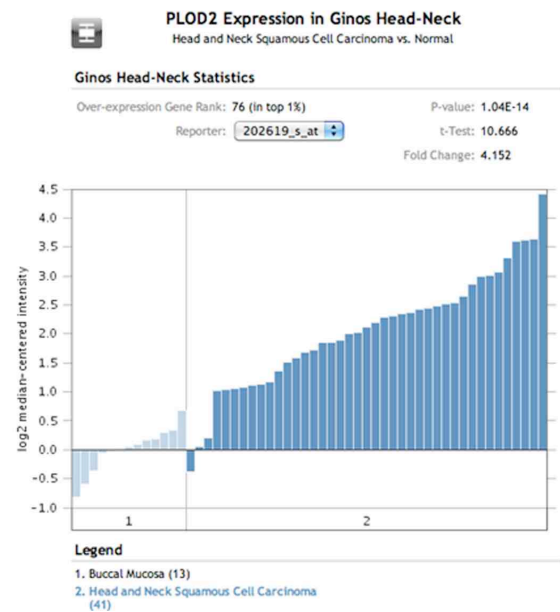 PLOD2 Expression in Ginos Head-Neck
Head and Neck Squamous Cell Carcinoma vs. Normal
Ginos Head-Neck Statistics
Over-expression Gene Rank: 76 (in top 1%) P-value: 1.04E-14
Reporter: 202619_s_at t-Test: 10.666
Fold Change: 4.152
4.5
4.0
3.5
3.0
2.5
2.0
1.5
1.0
0.5
0.0
-0.5
-1.0
log2 median-centered intensity
1 2
Legend
1. Buccal Mucosa (13)
2. Head and Neck Squamous Cell Carcinoma
(41)